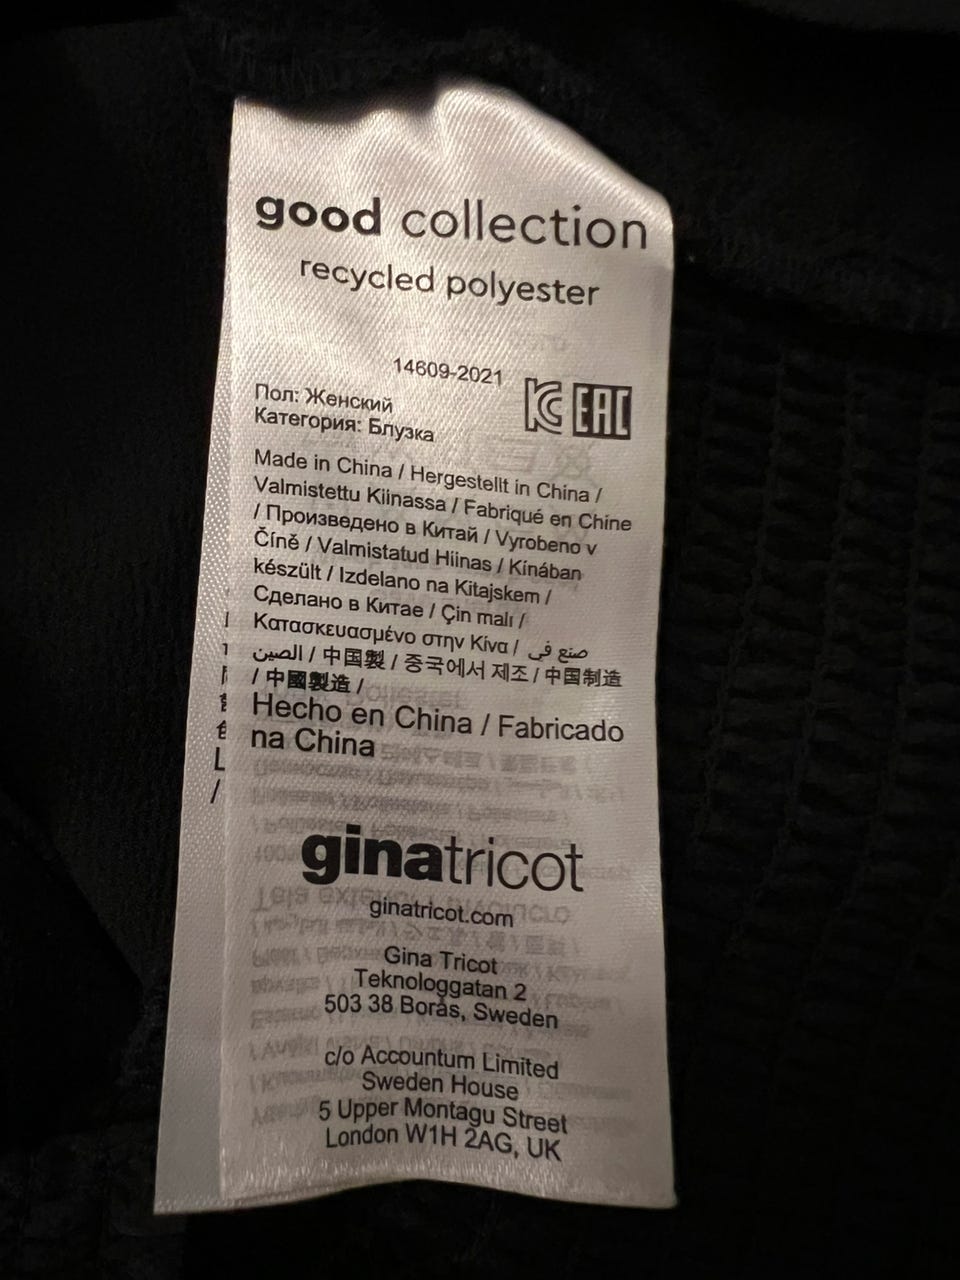 good collection
recycled polyester
14609-2021
KC EAC
Пол: Женский
Категория: Блузка
Made in China / Hergestellt in China /
Valmistettu Kiinassa / Fabriqué en Chine
/ Произведено в Китай / Vyrobeno v
Číně / Valmistatud Hiinas / Kínában
készült / Izdelano na Kitajskem /
Сделано в Китае / Çin malı /
Κατασκευασμένο στην Κίνα / صنع في
الصين / 中国製 / 중국에서 제조 / 中国制造
/ 中國製造 /
Hecho en China / Fabricado
na China
ginatricot
ginatricot.com
Gina Tricot
Teknologgatan 2
503 38 Borås, Sweden
c/o Accountum Limited
Sweden House
5 Upper Montagu Street
London W1H 2AG, UK